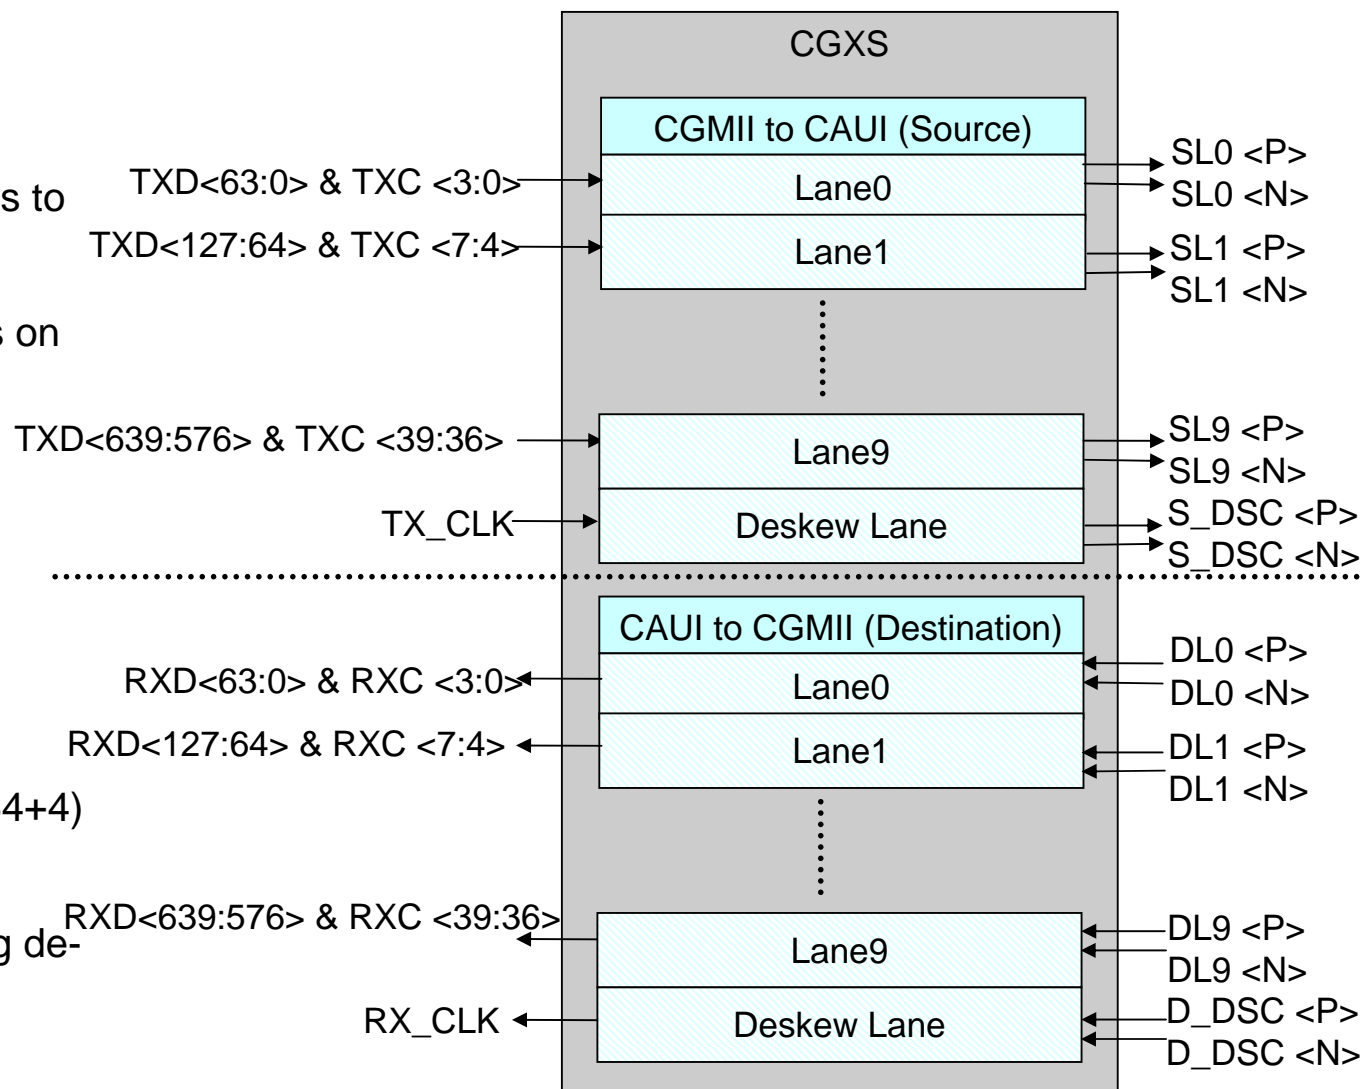 CGXS
CGMII to CAUI (Source)
s to
TXD<63:0> & TXC <3:0>
Lane0
SL0 <P>
SL0 <N>
TXD<127:64> & TXC <7:4>
Lane1
SL1 <P>
SL1 <N>
s on
TXD<639:576> & TXC <39:36>
Lane9
SL9 <P>
SL9 <N>
TX_CLK
Deskew Lane
S_DSC <P>
S_DSC <N>
CAUI to CGMII (Destination)
RXD<63:0> & RXC <3:0>
Lane0
DL0 <P>
DL0 <N>
RXD<127:64> & RXC <7:4>
Lane1
DL1 <P>
DL1 <N>
4+4)
RXD<639:576> & RXC <39:36>
g de-
Lane9
DL9 <P>
DL9 <N>
RX_CLK
Deskew Lane
D_DSC <P>
D_DSC <N>